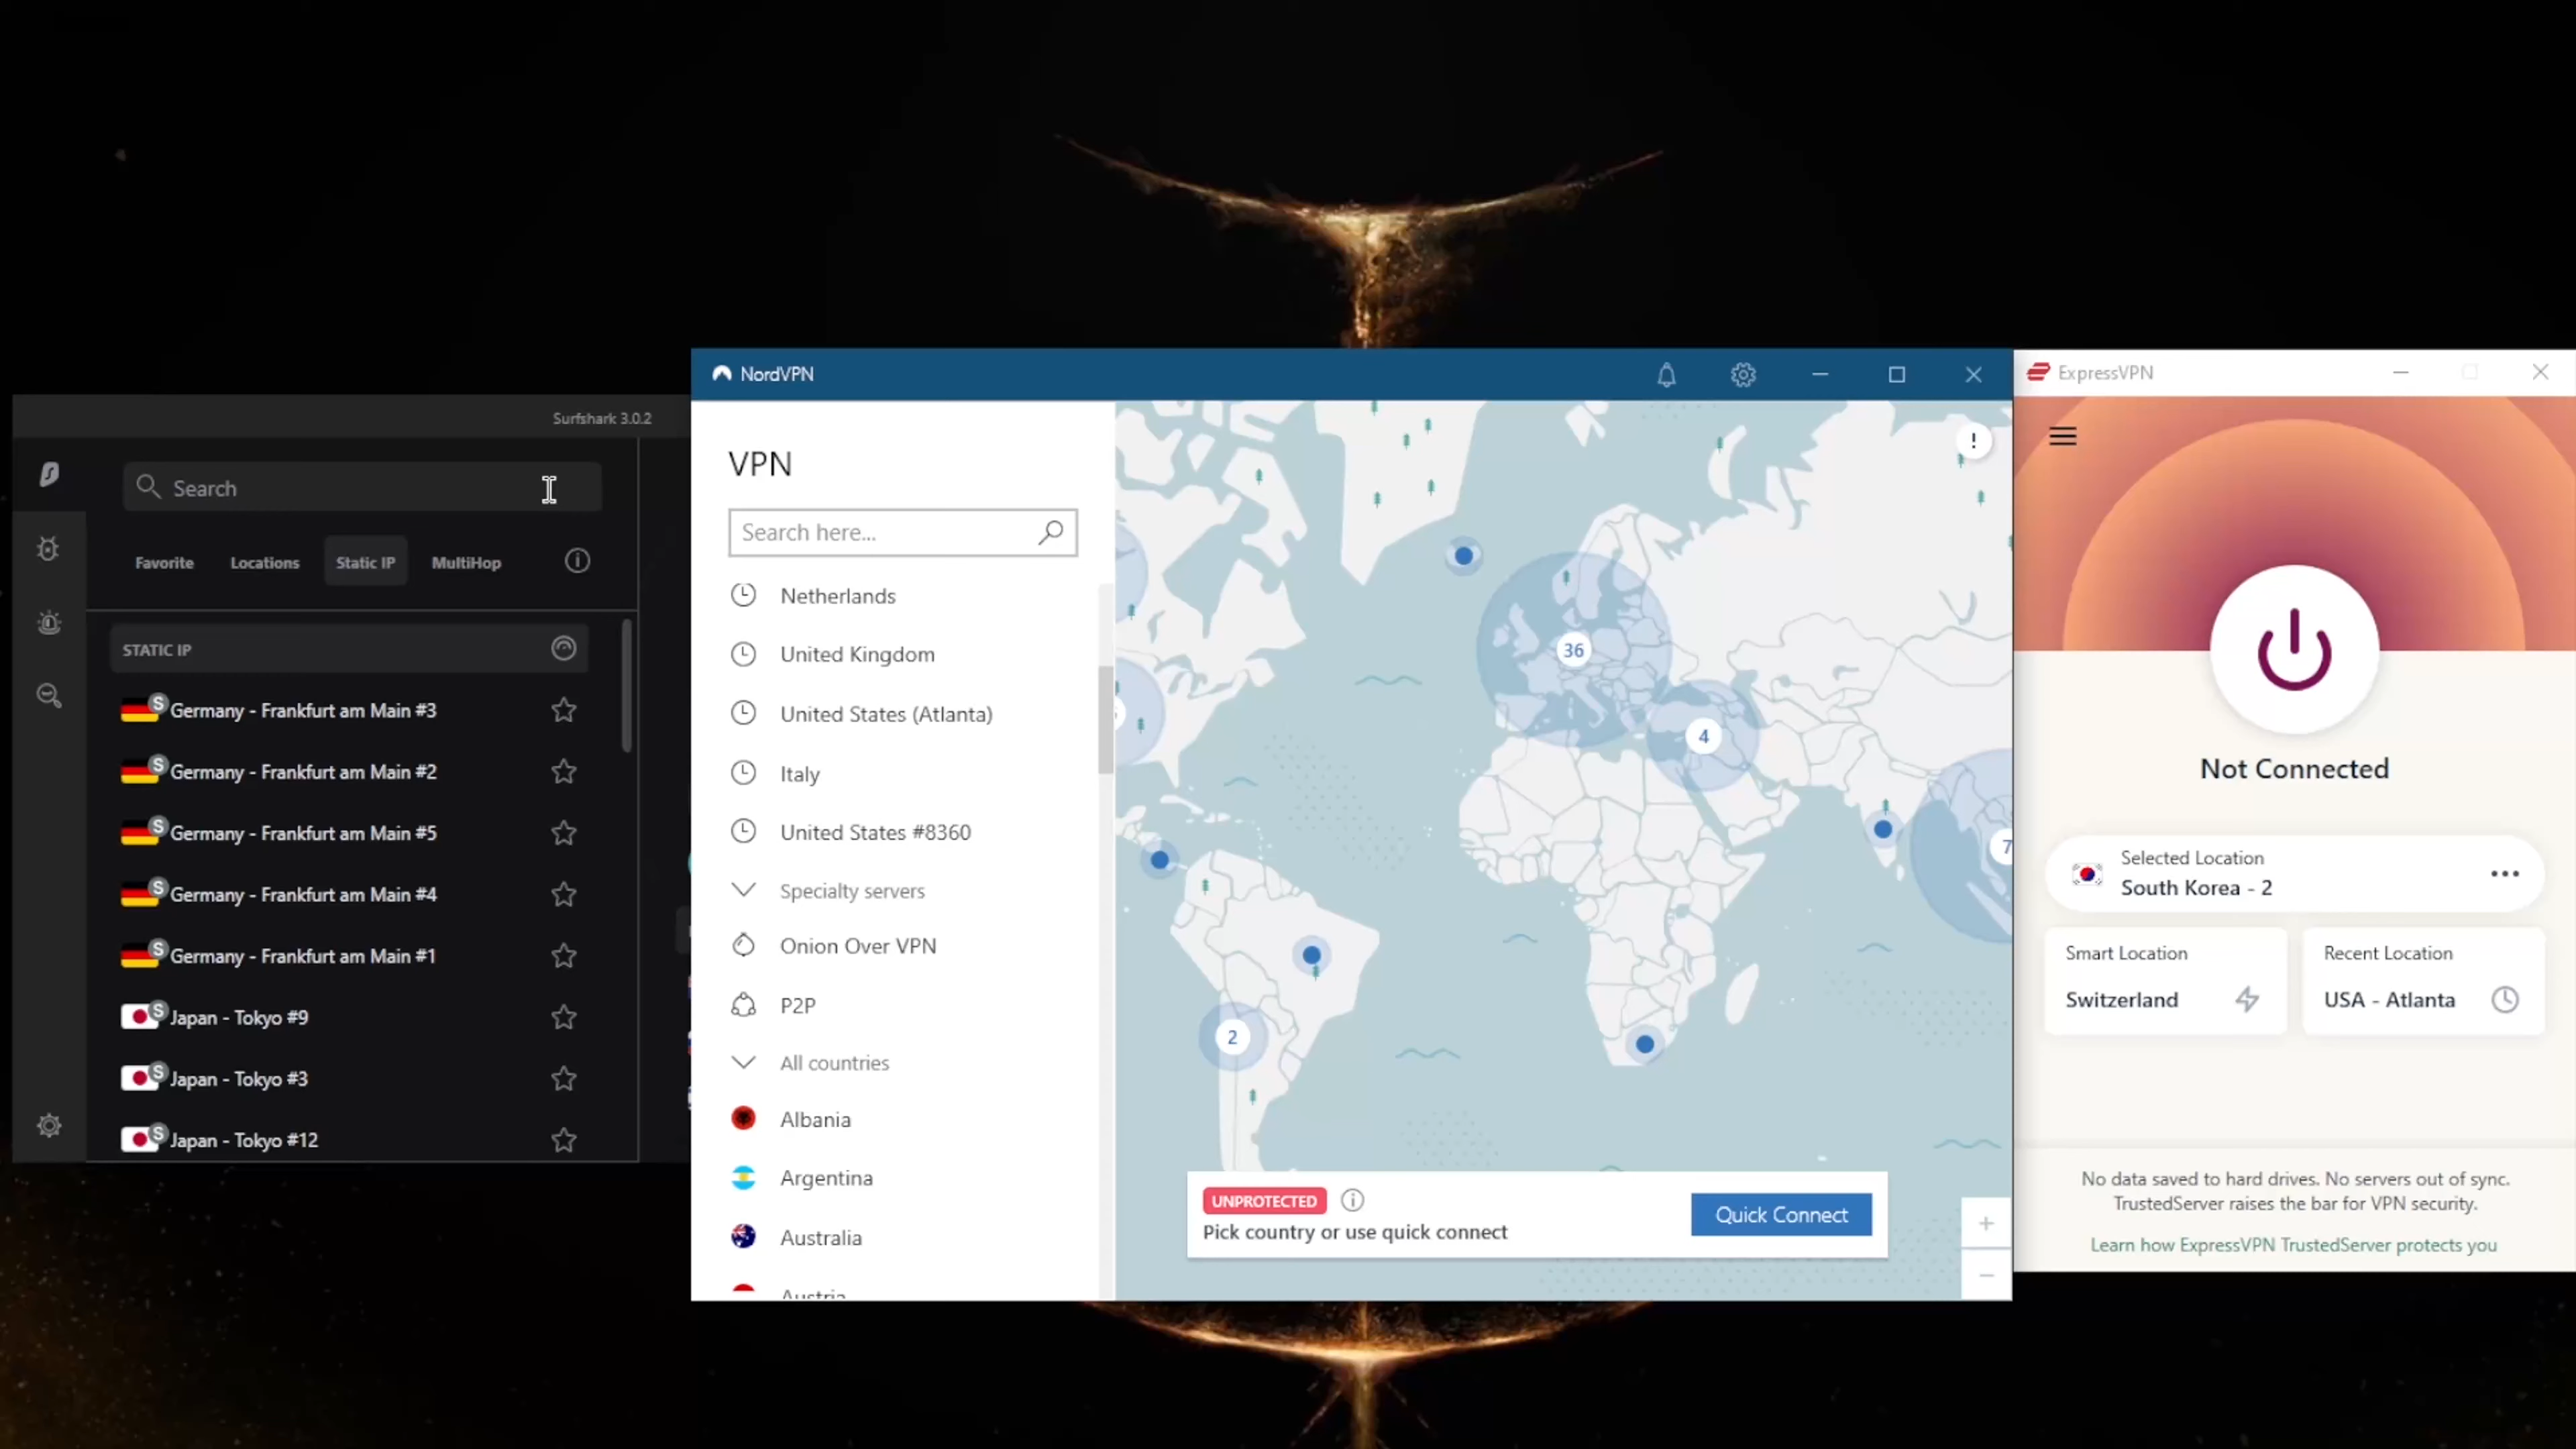 Surfshark 3.0.2
Search
Favorite
Locations
Static IP
MultiHop
STATIC IP
S
Germany - Frankfurt am Main #3
S
Germany - Frankfurt am Main #2
S
Germany - Frankfurt am Main #5
S
Germany - Frankfurt am Main #4
S
Germany - Frankfurt am Main #1
S
Japan - Tokyo #9
S
Japan - Tokyo #3
S
Japan - Tokyo #12
NordVPN
VPN
Search here...
Netherlands
United Kingdom
United States (Atlanta)
Italy
United States #8360
Specialty servers
Onion Over VPN
P2P
All countries
Albania
Argentina
Australia
Austria
36
4
7
2
!
UNPROTECTED
Pick country or use quick connect
Quick Connect
ExpressVPN
Not Connected
Selected Location
South Korea - 2
Smart Location
Switzerland
Recent Location
USA - Atlanta
No data saved to hard drives. No servers out of sync.
TrustedServer raises the bar for VPN security.
Learn how ExpressVPN TrustedServer protects you